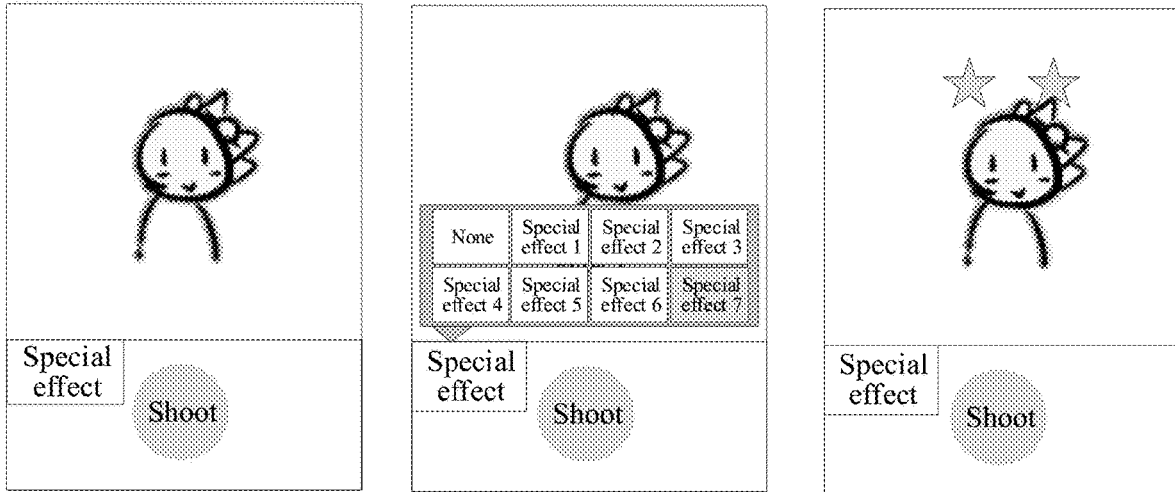 Special
effect
Shoot
None
Special
effect 1
Special
effect 2
Special
effect 3
Special
effect 4
Special
effect 5
Special
effect 6
Special
effect 7
Special
effect
Shoot
Special
effect
Shoot